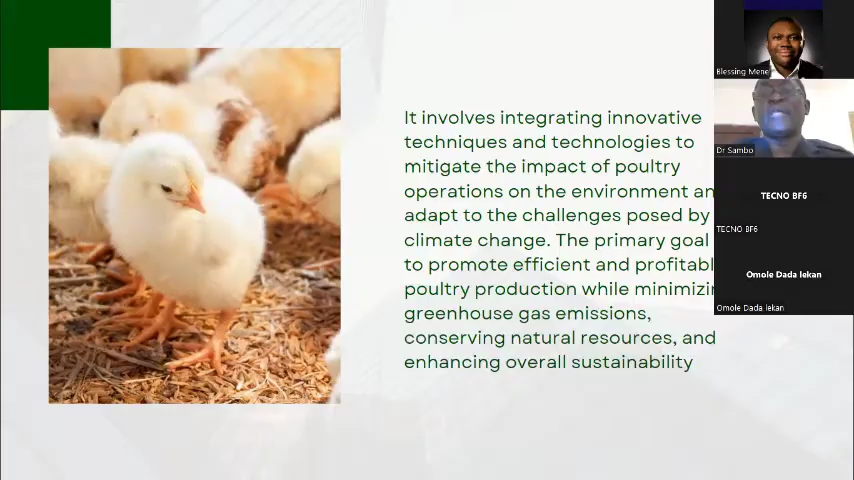 It involves integrating innovative
techniques and technologies to
mitigate the impact of poultry
operations on the environment an
adapt to the challenges posed by
climate change. The primary goal
to promote efficient and profitabl
poultry production while minimizin
greenhouse gas emissions,
conserving natural resources, and
enhancing overall sustainability
Blessing Mene
Dr Sambo
TECNO BF6
TECNO BF6
Omole Dada lekan
Omole Dada lekan